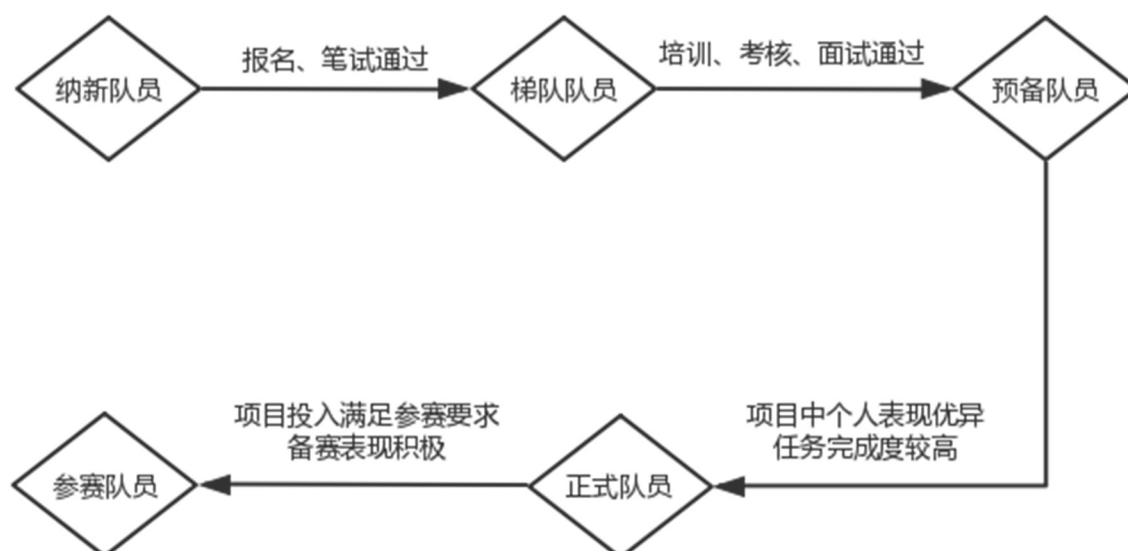 纳新队员
报名、笔试通过
梯队队员
培训、考核、面试通过
预备队员
项目中个人表现优异
任务完成度较高
正式队员
项目投入满足参赛要求
备赛表现积极
参赛队员